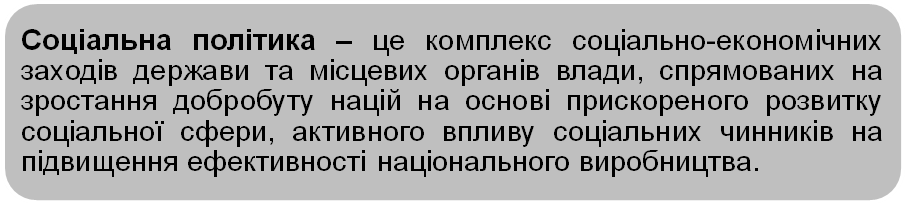 Соціальна політика – це комплекс соціально-економічних
заходів держави та місцевих органів влади, спрямованих на
зростання добробуту націй на основі прискореного розвитку
соціальної сфери, активного впливу соціальних чинників на
підвищення ефективності національного виробництва.